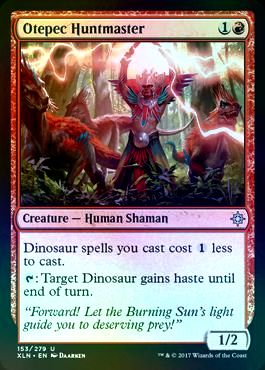 Otepec Huntmaster 1
Creature — Human Shaman
Dinosaur spells you cast cost 1 less
to cast.
: Target Dinosaur gains haste until
end of turn.
"Forward! Let the Burning Sun's light
guide you to deserving prey!"
1/2
153/279 U
XLN • EN Daarken
™ & © 2017 Wizards of the Coast